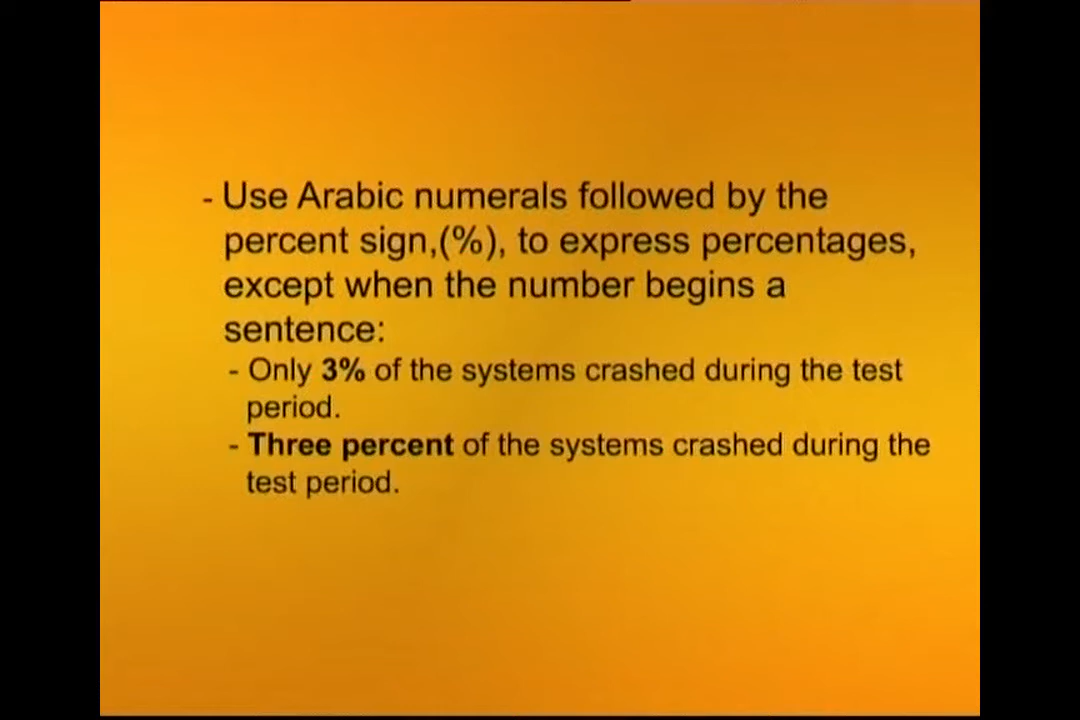 - Use Arabic numerals followed by the
percent sign,(%), to express percentages,
except when the number begins a
sentence:
- Only 3% of the systems crashed during the test
period.
- Three percent of the systems crashed during the
test period.